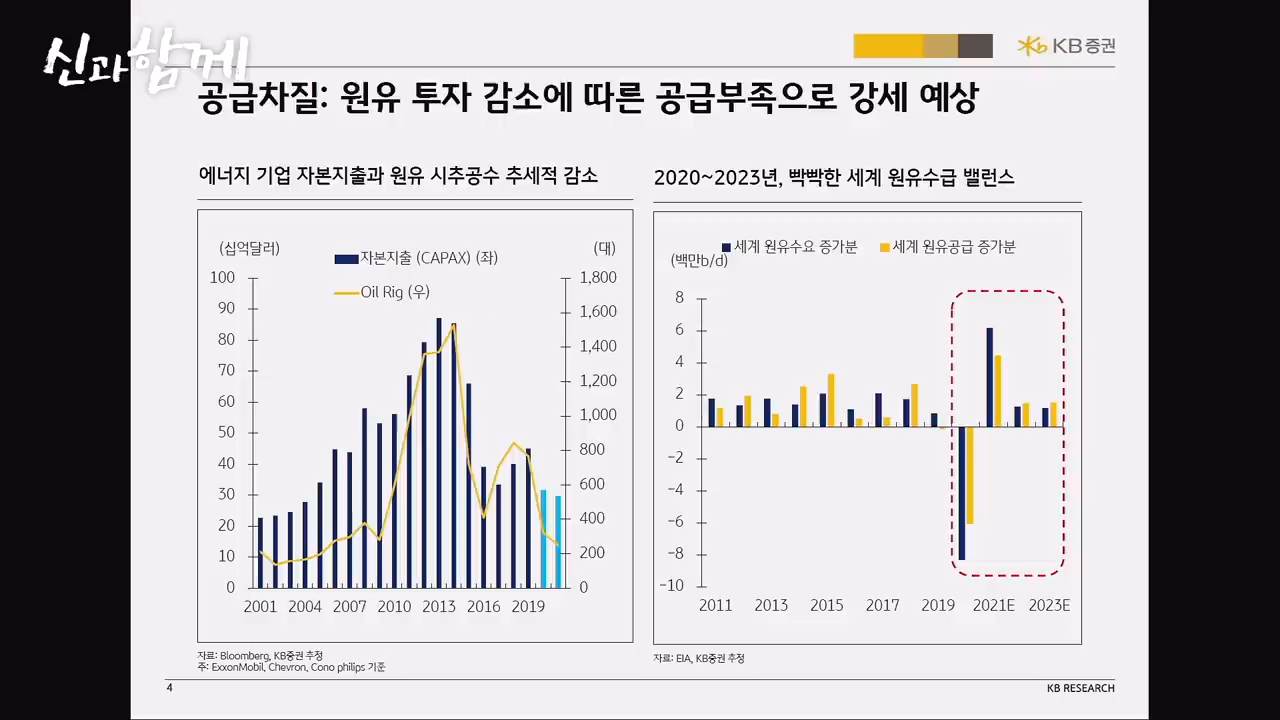 신과함께
KB증권
공급차질: 원유 투자 감소에 따른 공급부족으로 강세 예상
에너지 기업 자본지출과 원유 시추공수 추세적 감소
(십억달러)
(대)
자본지출 (CAPAX) (좌)
Oil Rig (우)
100
90
80
70
60
50
40
30
20
10
0
1,800
1,600
1,400
1,200
1,000
800
600
400
200
0
2001 2004 2007 2010 2013 2016 2019
자료: Bloomberg, KB증권 추정
주: ExxonMobil, Chevron, Cono philips 기준
2020~2023년, 빡빡한 세계 원유수급 밸런스
세계 원유수요 증가분 세계 원유공급 증가분
(백만b/d)
8
6
4
2
0
−2
−4
−6
−8
−10
2011 2013 2015 2017 2019 2021E 2023E
자료: EIA, KB증권 추정
4
KB RESEARCH